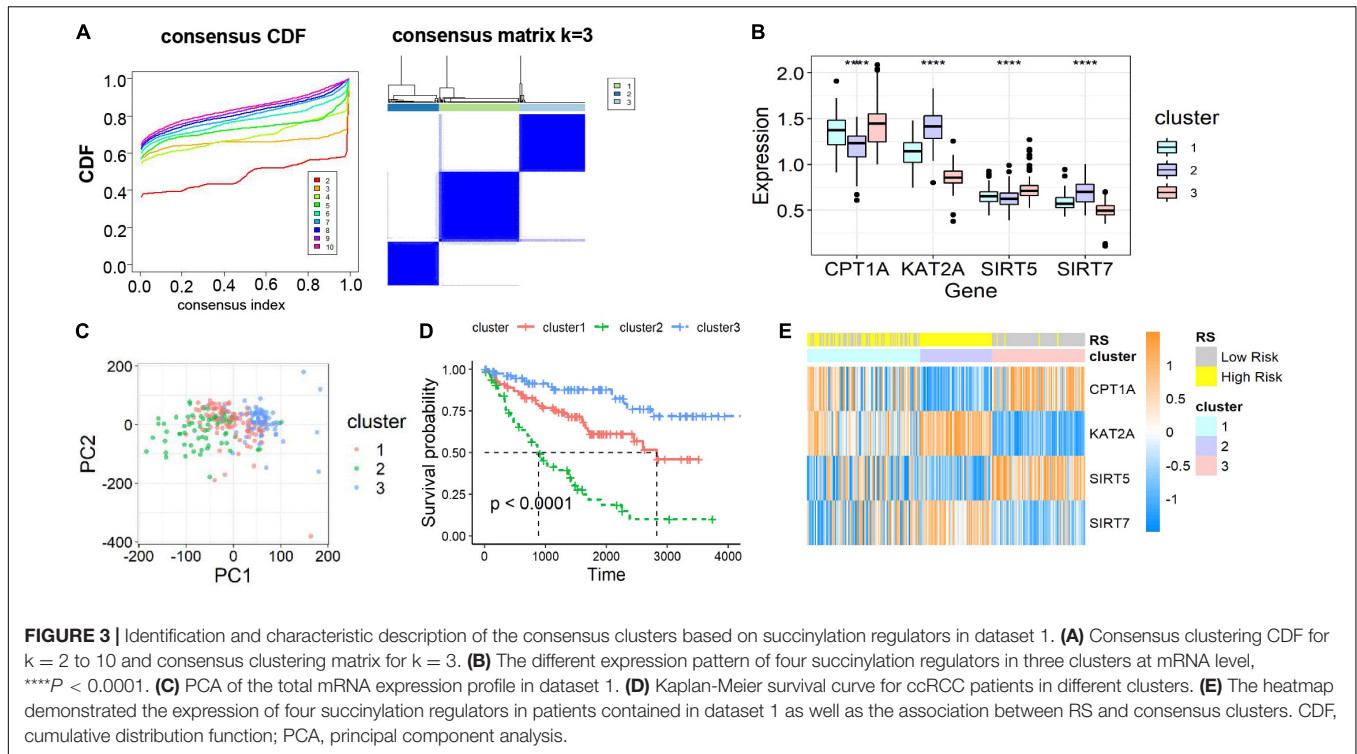 A
consensus CDF
CDF
1.0
0.8
0.6
0.4
0.2
0.0
0.0 0.2 0.4 0.6 0.8 1.0
consensus index
2
3
4
5
6
7
8
9
10
consensus matrix k=3
1
2
3
B
Expression
2.0
1.5
1.0
0.5
**** **** **** ****
CPT1A KAT2A SIRT5 SIRT7
Gene
cluster
1
2
3
C
PC2
200
0
-200
-400
-200 -100 0 100 200
PC1
cluster
1
2
3
D
cluster cluster1 cluster2 cluster3
Survival probability
1.00
0.75
0.50
0.25
0.00
p < 0.0001
0 1000 2000 3000 4000
Time
E
RS
cluster
CPT1A
KAT2A
SIRT5
SIRT7
1
0.5
0
-0.5
-1
RS
Low Risk
High Risk
cluster
1
2
3
FIGURE 3 | Identification and characteristic description of the consensus clusters based on succinylation regulators in dataset 1. (A) Consensus clustering CDF for
k = 2 to 10 and consensus clustering matrix for k = 3. (B) The different expression pattern of four succinylation regulators in three clusters at mRNA level,
****P < 0.0001. (C) PCA of the total mRNA expression profile in dataset 1. (D) Kaplan-Meier survival curve for ccRCC patients in different clusters. (E) The heatmap
demonstrated the expression of four succinylation regulators in patients contained in dataset 1 as well as the association between RS and consensus clusters. CDF,
cumulative distribution function; PCA, principal component analysis.